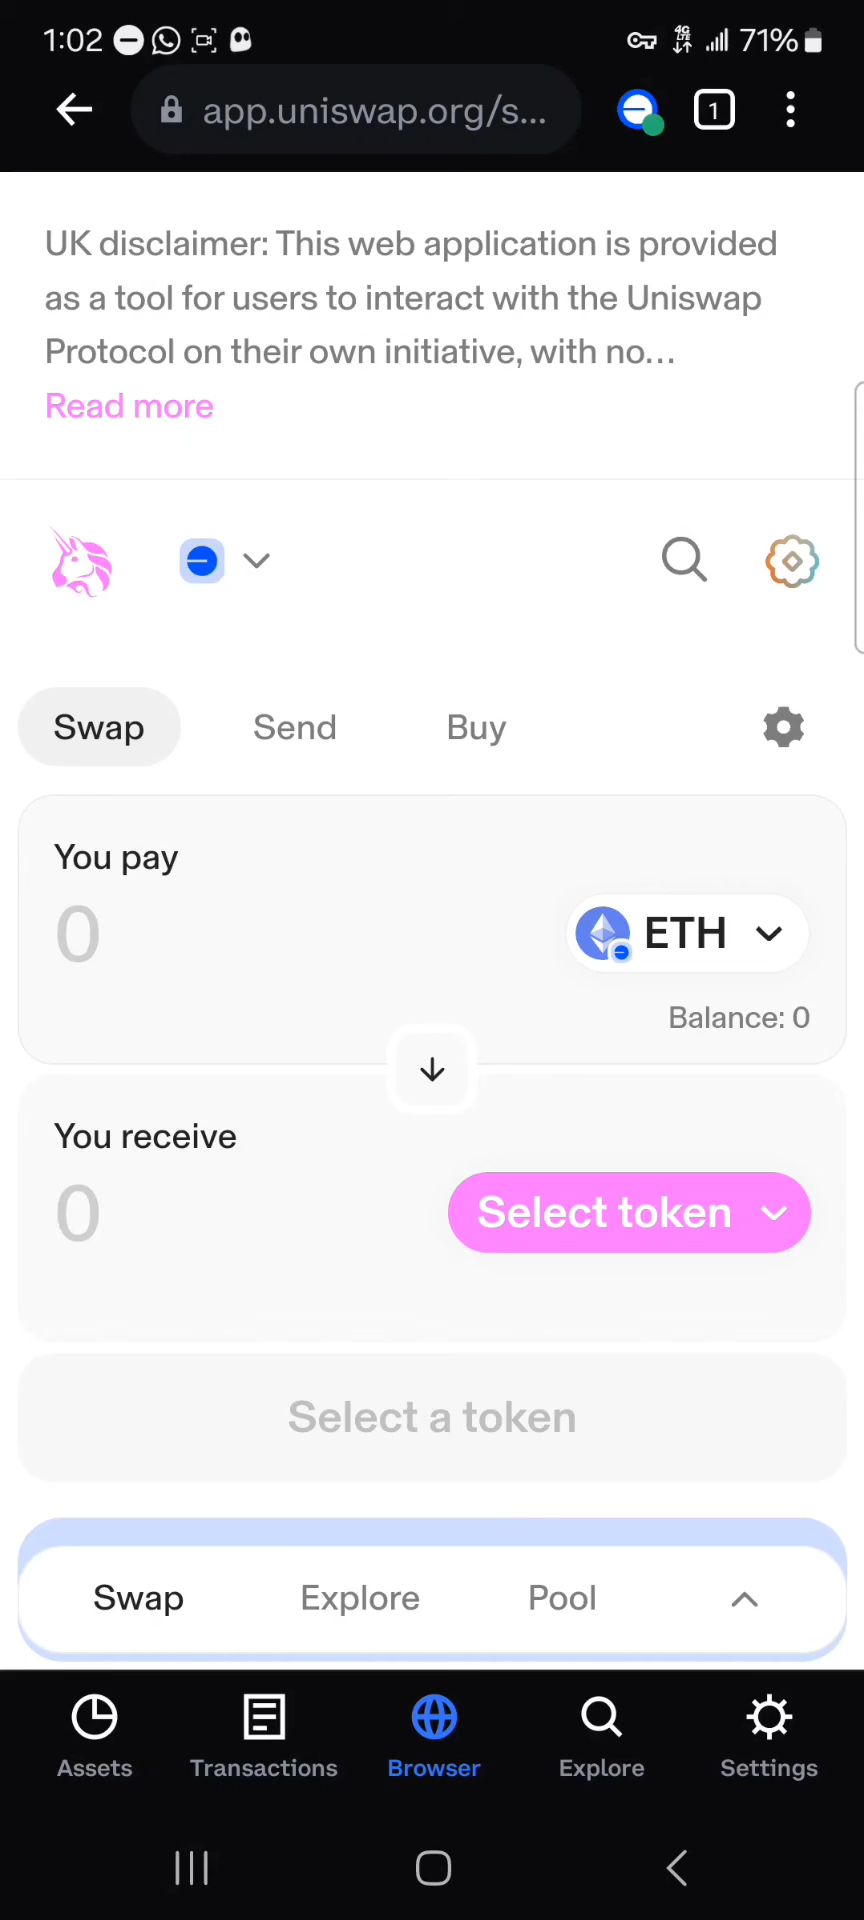 1:02 71%
app.uniswap.org/s... 1
UK disclaimer: This web application is provided
as a tool for users to interact with the Uniswap
Protocol on their own initiative, with no...
Read more
Swap Send Buy
You pay
0 ETH
Balance: 0
You receive
0 Select token
Select a token
Swap Explore Pool
Assets Transactions Browser Explore Settings